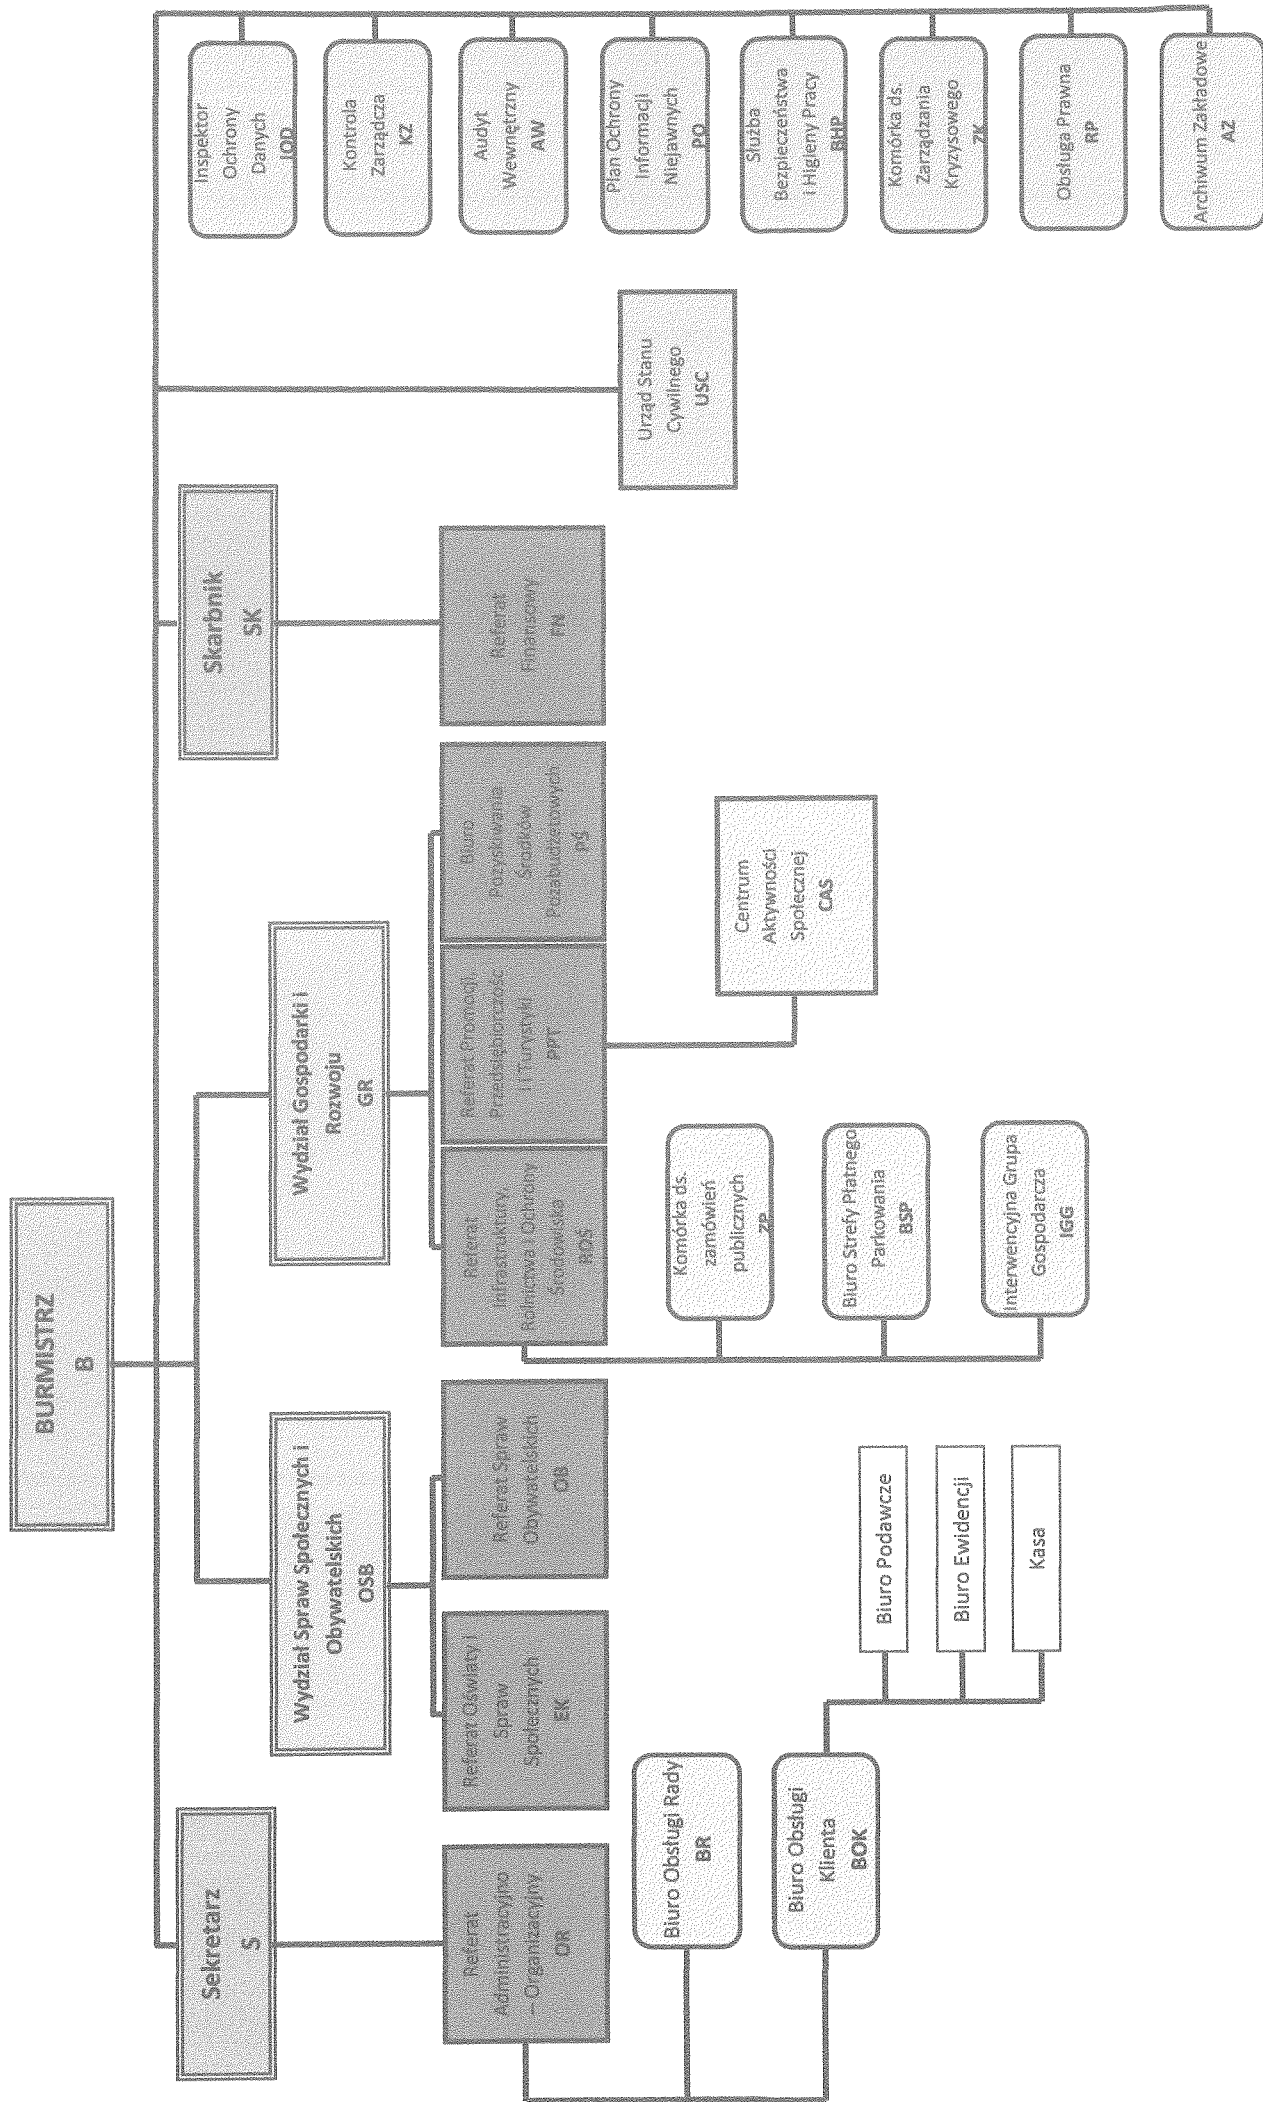 BURMISTRZ
B
Sekretarz
S
Wydział Spraw Społecznych i
Obywatelskich
OSB
Wydział Gospodarki i
Rozwoju
GR
Skarbnik
SK
Referat
Administracyjno
– Organizacyjny
OR
Referat Oświaty i
Spraw
Społecznych
EK
Referat Spraw
Obywatelskich
OB
Referat
Infrastruktury
Rolnictwa i Ochrony
Środowiska
ROŚ
Referat Promocji,
Przedsiębiorczośc
i i Turystyki
PPT
Biuro
Pozyskiwania
Środków
Pozabudżetowych
PŚ
Referat
Finansowy
FN
Urząd Stanu
Cywilnego
USC
Biuro Obsługi Rady
BR
Biuro Obsługi
Klienta
BOK
Biuro Podawcze
Biuro Ewidencji
Kasa
Komórka ds.
zamówień
publicznych
ZP
Biuro Strefy Płatnego
Parkowania
BSP
Interwencyjna Grupa
Gospodarcza
IGG
Centrum
Aktywności
Społecznej
CAS
Inspektor
Ochrony
Danych
IOD
Kontrola
Zarządcza
KZ
Audyt
Wewnętrzny
AW
Plan Ochrony
Informacji
Niejawnych
PO
Służba
Bezpieczeństwa
i Higieny Pracy
BHP
Komórka ds.
Zarządzania
Kryzysowego
ZK
Obsługa Prawna
RP
Archiwum Zakładowe
AZ